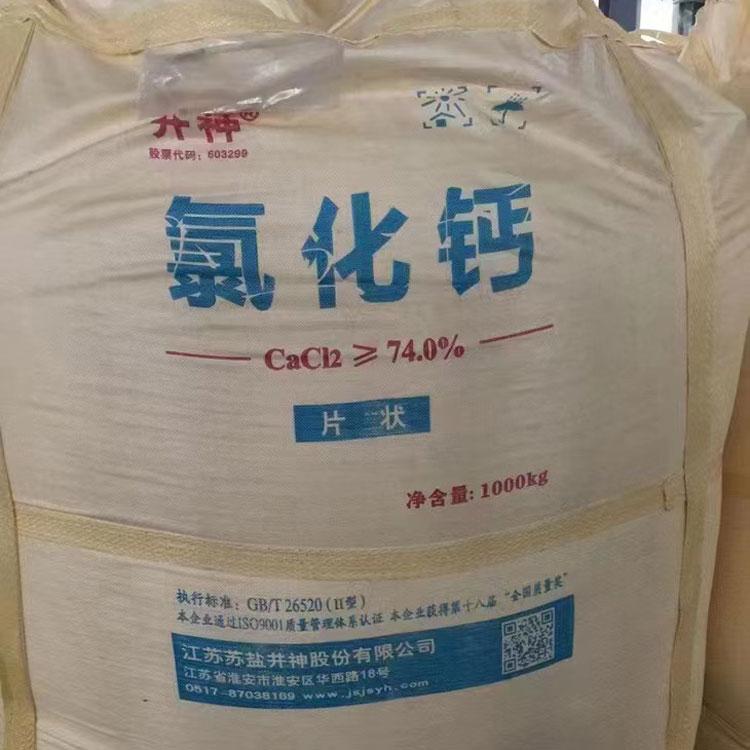 井神®
股票代码：603299
氯化钙
CaCl2 ≥ 74.0%
片状
净含量：1000kg
执行标准：GB/T 26520（II型）
本企业通过ISO9001质量管理体系认证 本企业获得第十八届“全国质量奖”
江苏苏盐井神股份有限公司
江苏省淮安市淮安区华西路18号
0517-87038169 www.jsjsyh.com